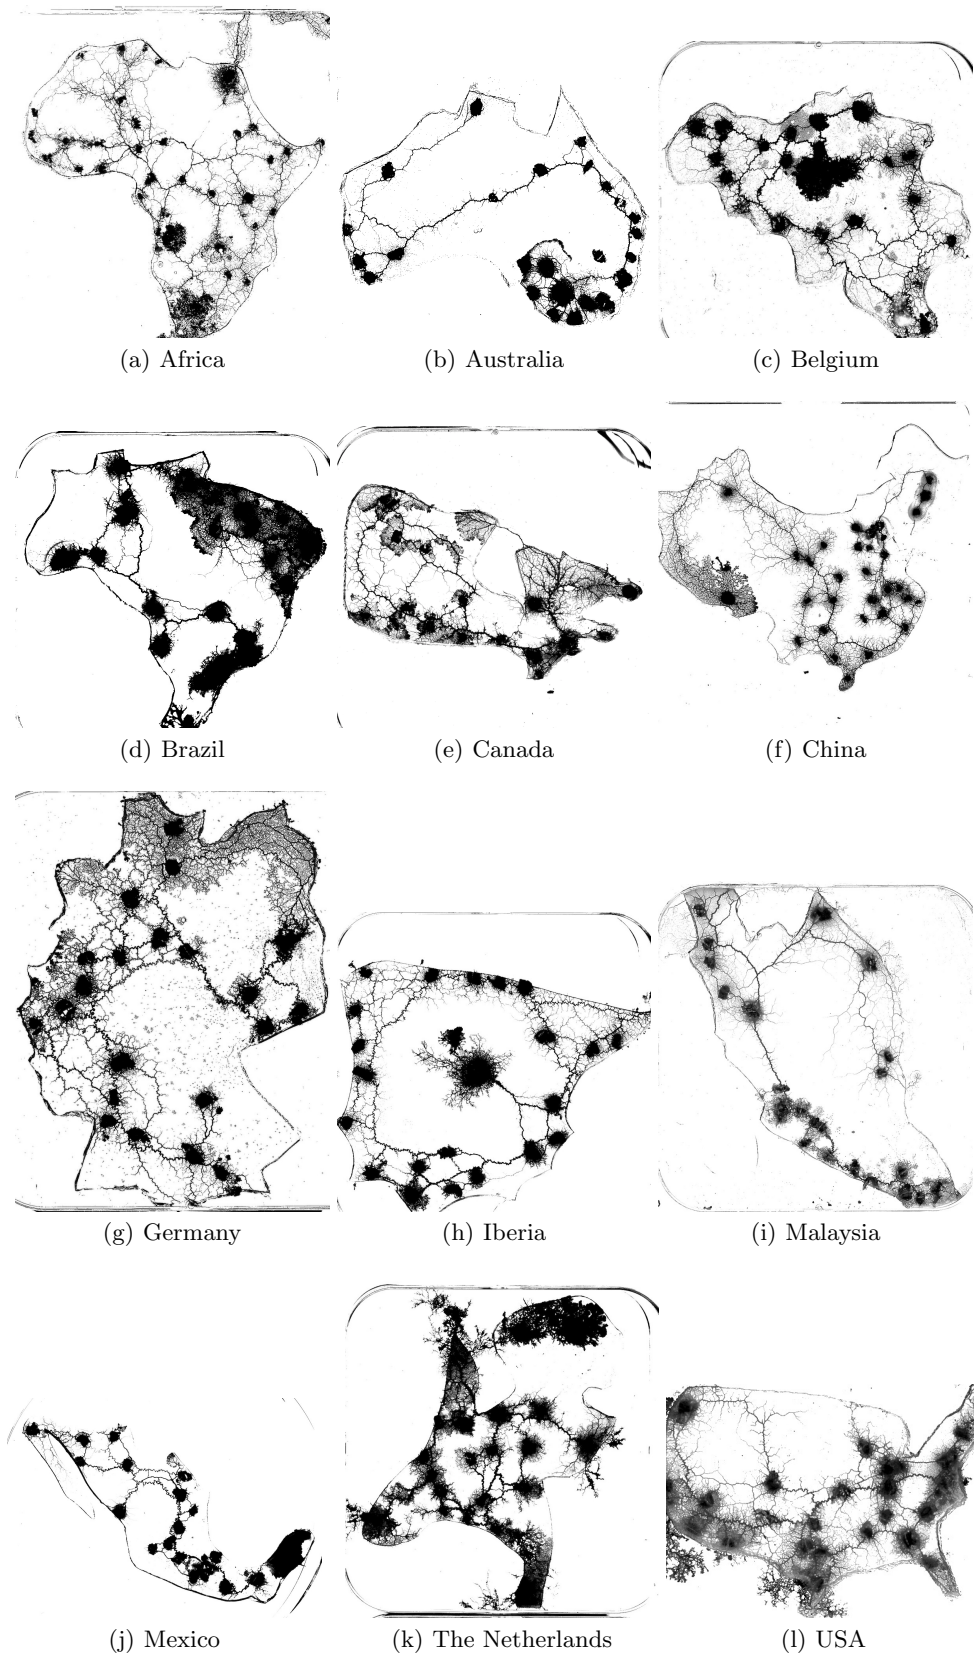 (a) Africa
(b) Australia
(c) Belgium
(d) Brazil
(e) Canada
(f) China
(g) Germany
(h) Iberia
(i) Malaysia
(j) Mexico
(k) The Netherlands
(l) USA